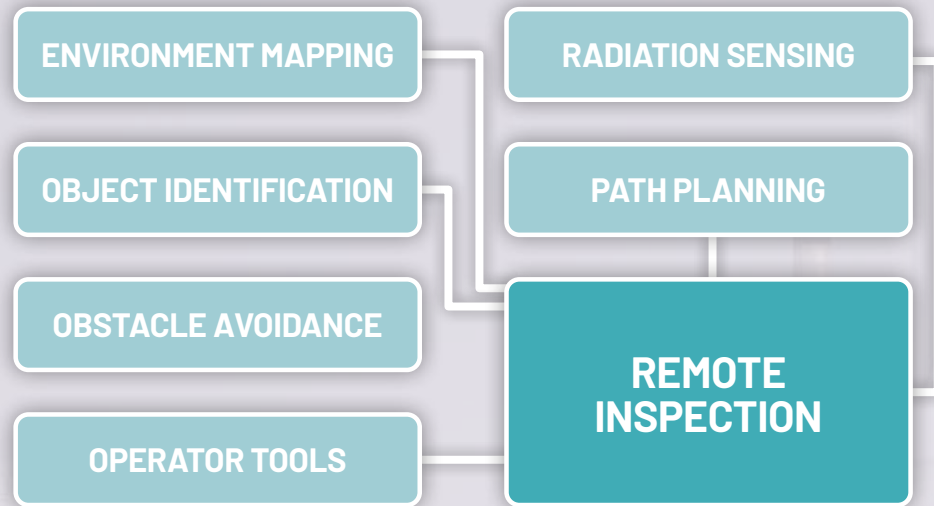 ENVIRONMENT MAPPING
RADIATION SENSING
OBJECT IDENTIFICATION
PATH PLANNING
OBSTACLE AVOIDANCE
REMOTE
INSPECTION
OPERATOR TOOLS